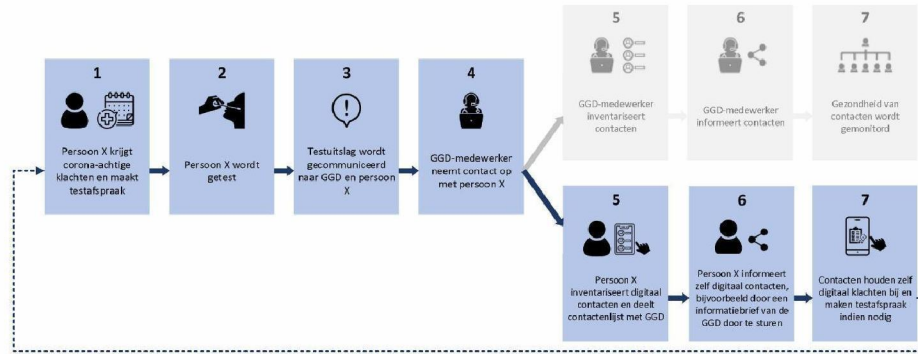 1
Persoon X krijgt
corona-achtige
klachten en maakt
testafspraak
2
Persoon X wordt
getest
3
Testuitslag wordt
gecommuniceerd
naar GGD en persoon
X
4
GGD-medewerker
neemt contact op
met persoon X
5
GGD-medewerker
inventariseert
contacten
6
GGD-medewerker
informeert contacten
7
Gezondheid van
contacten wordt
gemonitord
5
Persoon X
inventariseert digitaal
contacten en deelt
contactenlijst met GGD
6
Persoon X informeert
zelf digitaal contacten,
bijvoorbeeld door een
informatiebrief van de
GGD door te sturen
7
Contacten houden zelf
digitaal klachten bij en
maken testafspraak
indien nodig